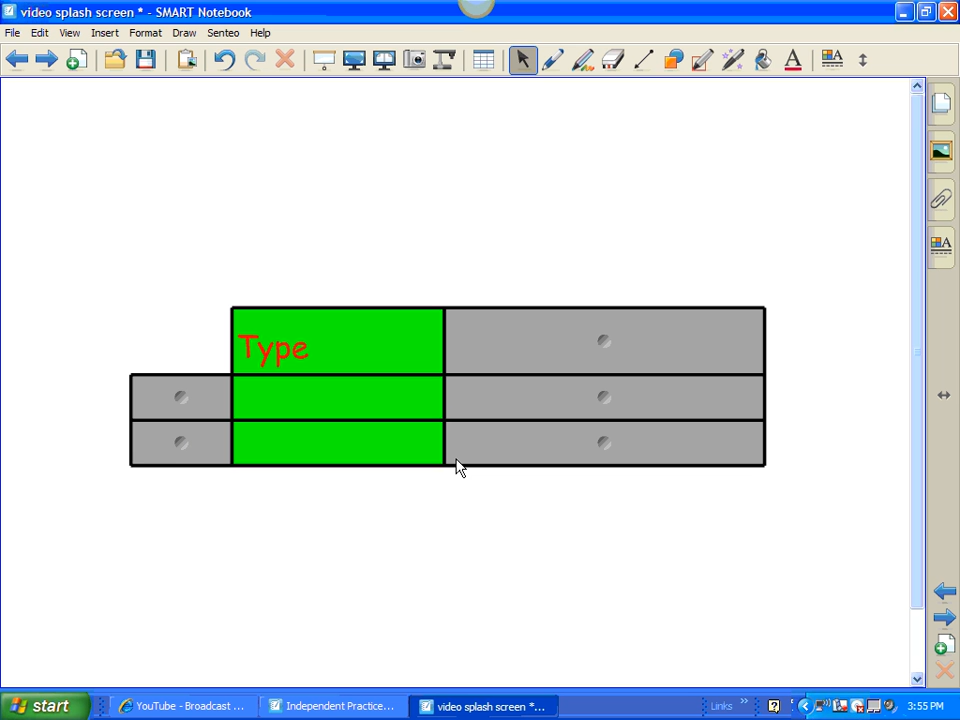 video splash screen * - SMART Notebook
File Edit View Insert Format Draw Senteo Help
Type
start
YouTube - Broadcast ...
Independent Practice...
video splash screen *...
Links
3:55 PM